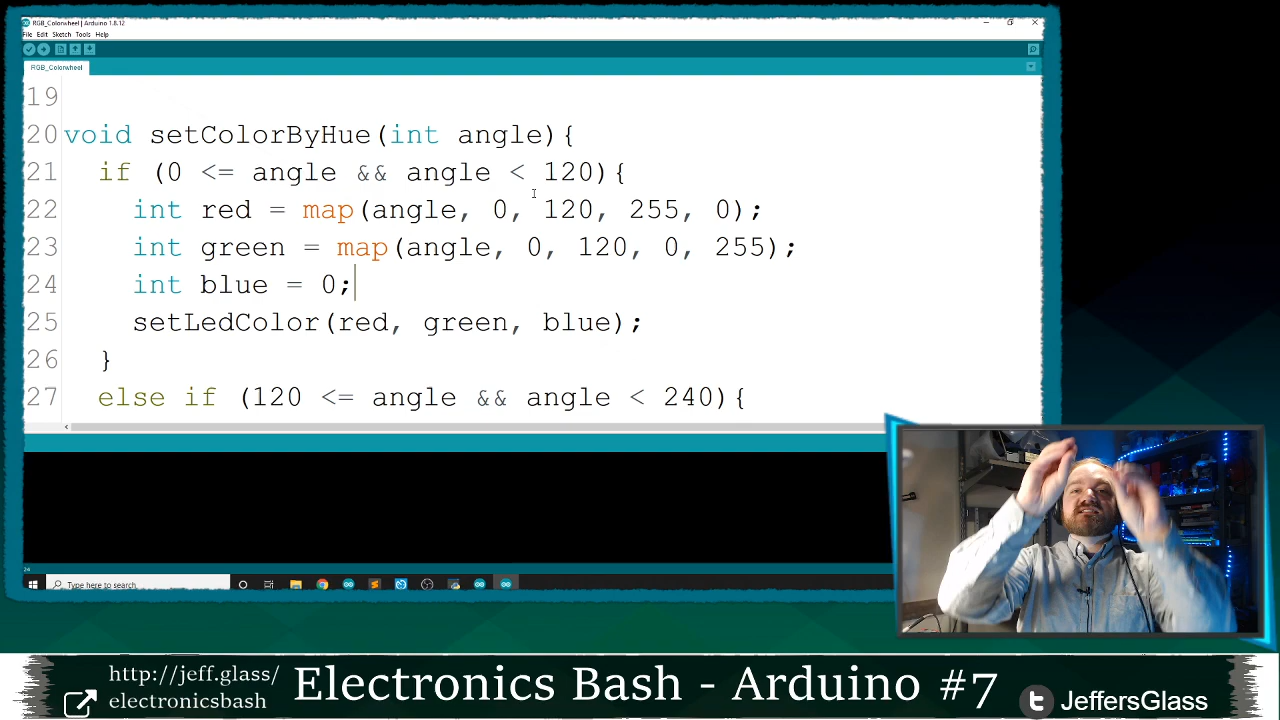 RGB_Colorwheel | Arduino 1.8.12
File Edit Sketch Tools Help
RGB_Colorwheel
19
20 void setColorByHue(int angle){
21 if (0 <= angle && angle < 120){
22 int red = map(angle, 0, 120, 255, 0);
23 int green = map(angle, 0, 120, 0, 255);
24 int blue = 0;
25 setLedColor(red, green, blue);
26 }
27 else if (120 <= angle && angle < 240){
24
Type here to search
http://jeff.glass/
electronicsbash
Electronics Bash - Arduino #7
JeffersGlass